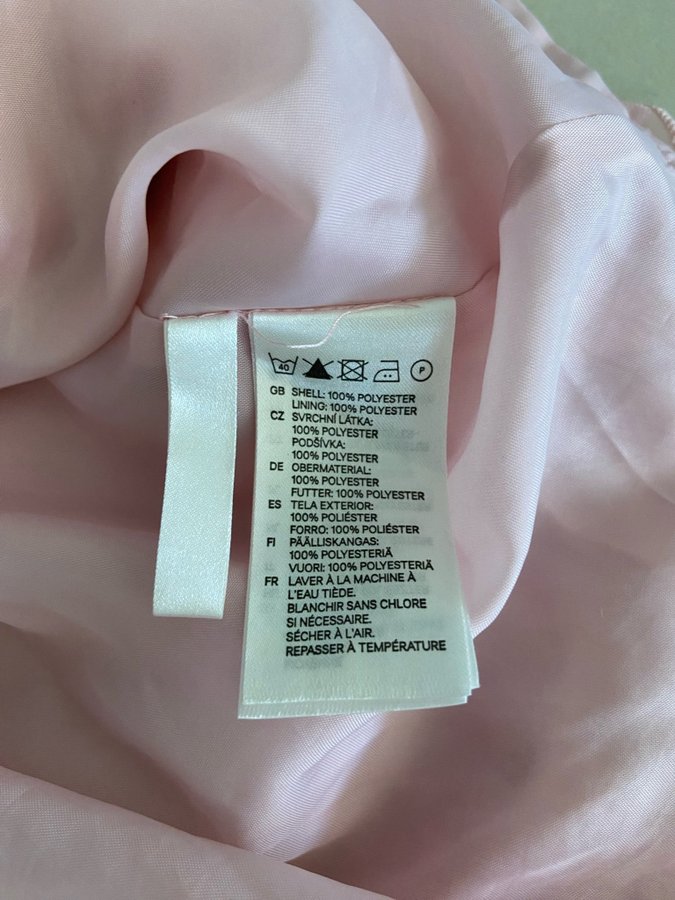 40 P
GB SHELL: 100% POLYESTER
LINING: 100% POLYESTER
CZ SVRCHNÍ LÁTKA:
100% POLYESTER
PODŠÍVKA:
100% POLYESTER
DE OBERMATERIAL:
100% POLYESTER
FUTTER: 100% POLYESTER
ES TELA EXTERIOR:
100% POLIÉSTER
FORRO: 100% POLIÉSTER
FI PÄÄLLISKANGAS:
100% POLYESTERIÄ
VUORI: 100% POLYESTERIÄ
FR LAVER À LA MACHINE À
L'EAU TIÈDE.
BLANCHIR SANS CHLORE
SI NÉCESSAIRE.
SÉCHER À L'AIR.
REPASSER À TEMPÉRATURE